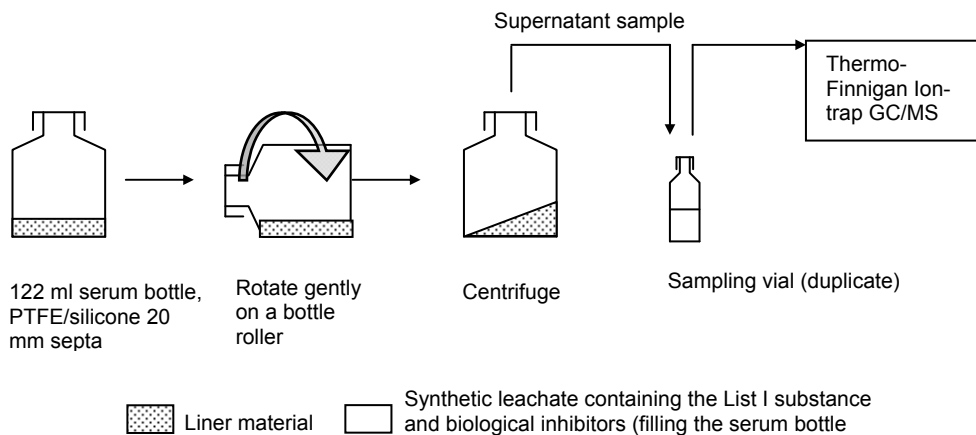 Supernatant sample
Thermo-
Finnigan Ion-
trap GC/MS
122 ml serum bottle,
PTFE/silicone 20
mm septa
Rotate gently
on a bottle
roller
Centrifuge
Sampling vial (duplicate)
Liner material
Synthetic leachate containing the List I substance
and biological inhibitors (filling the serum bottle